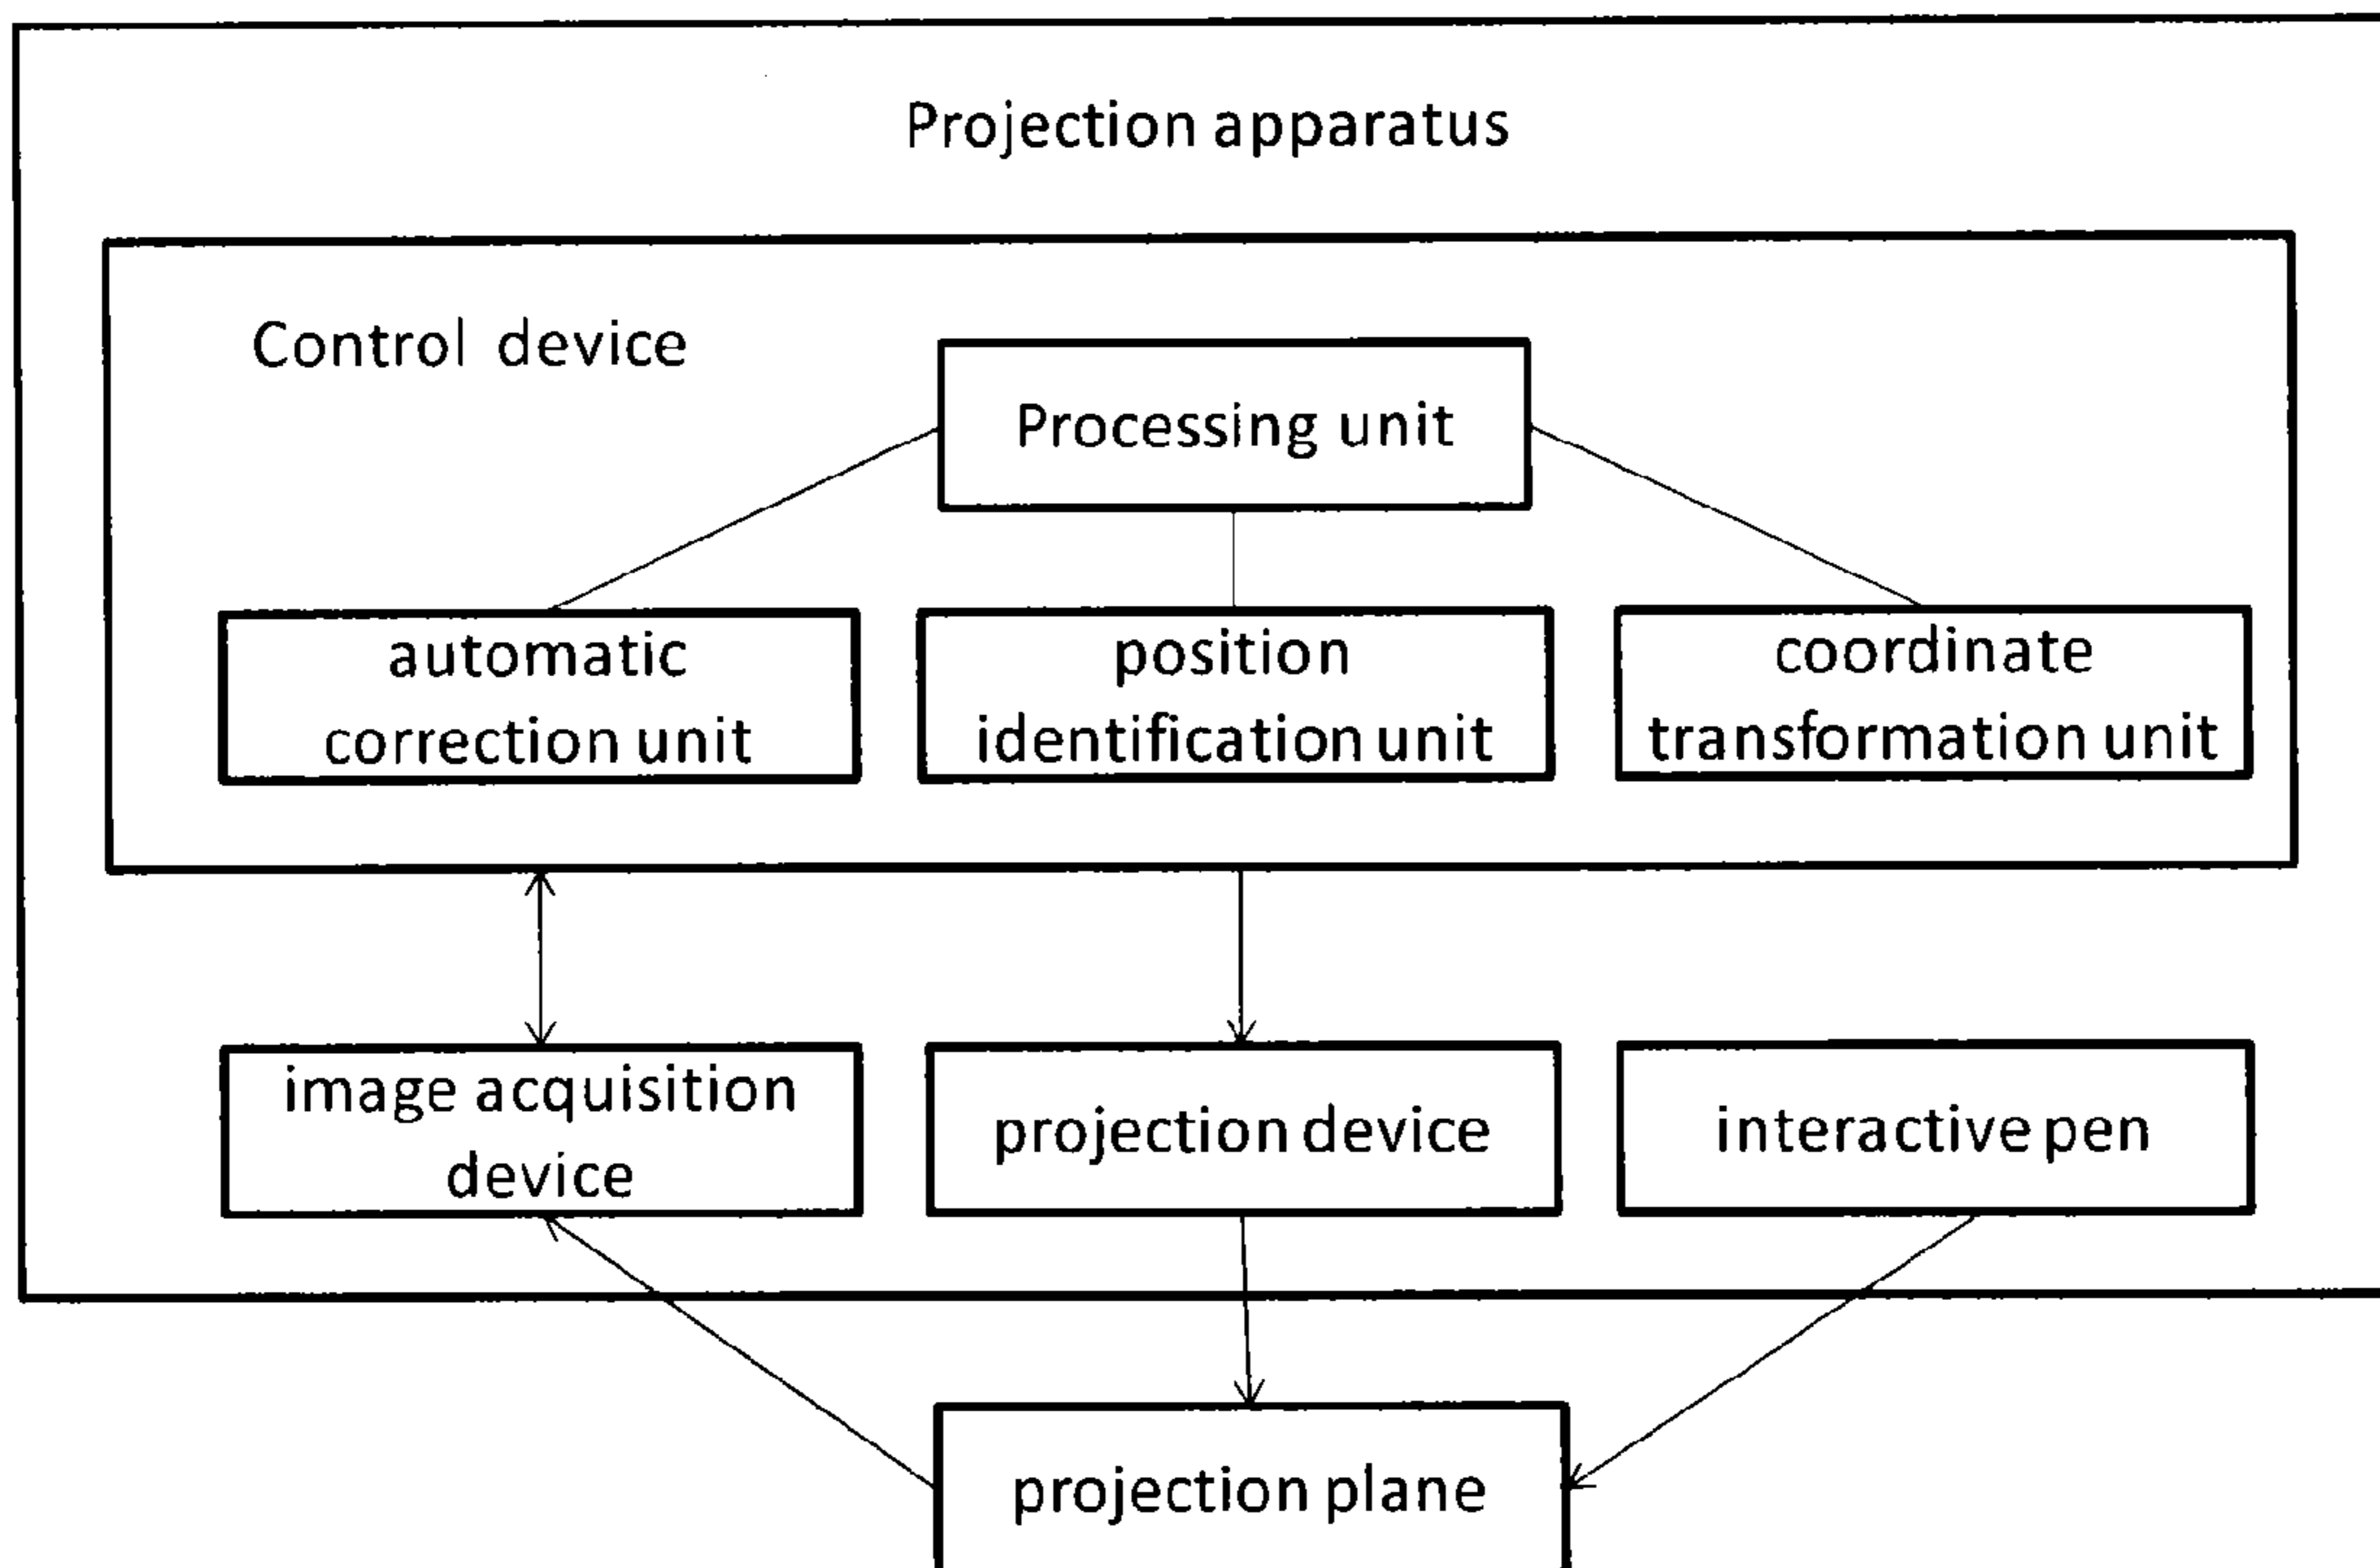 Projection apparatus
Control device
Processing unit
automatic
correction unit
position
identification unit
coordinate
transformation unit
image acquisition
device
projection device
interactive pen
projection plane